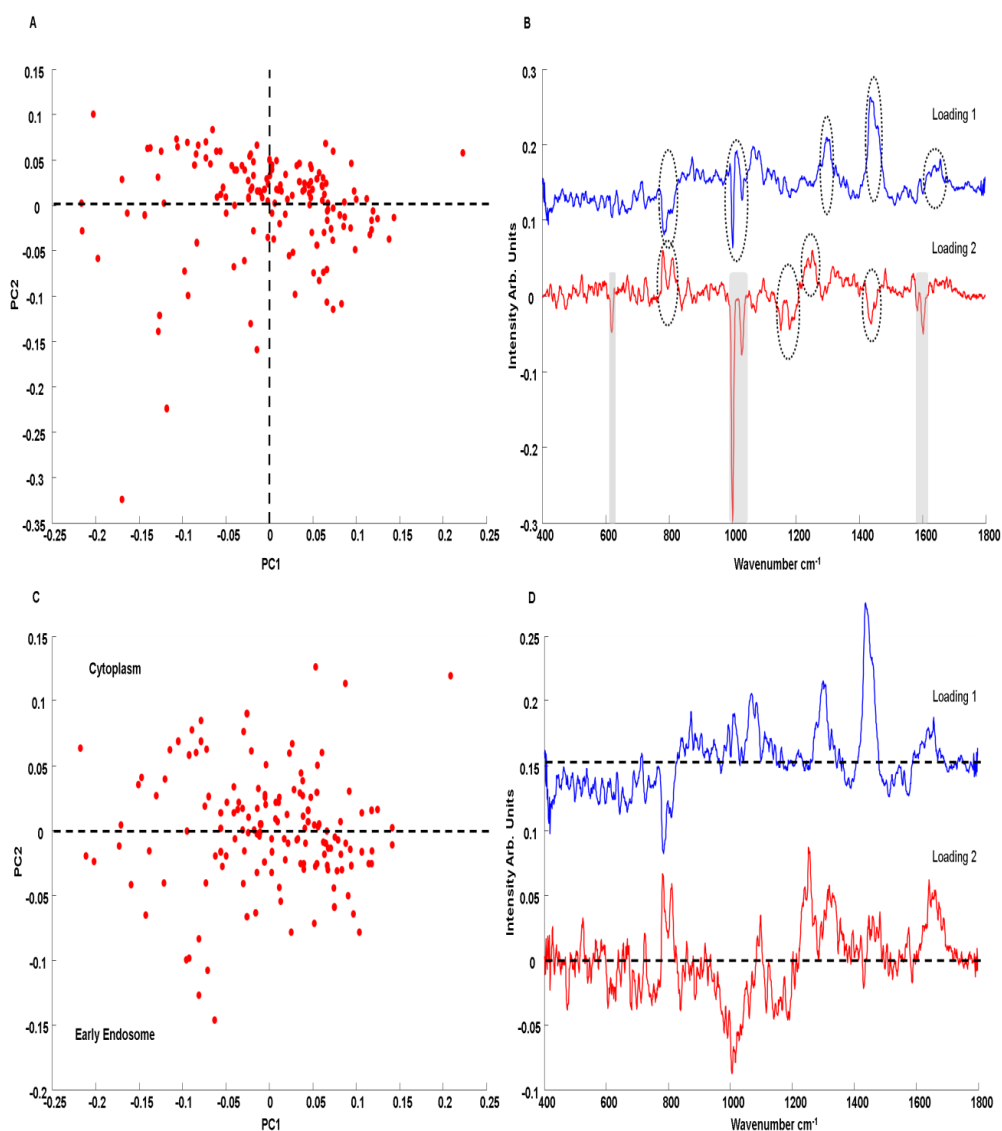 A
0.15
0.1
0.05
0
-0.05
-0.1
-0.15
-0.2
-0.25
-0.3
-0.35
PC2
-0.25 -0.2 -0.15 -0.1 -0.05 0 0.05 0.1 0.15 0.2 0.25
PC1
B
0.3
0.2
0.1
0
-0.1
-0.2
-0.3
Intensity Arb. Units
Loading 1
Loading 2
400 600 800 1000 1200 1400 1600 1800
Wavenumber cm-1
C
0.15
0.1
0.05
0
-0.05
-0.1
-0.15
-0.2
PC2
Cytoplasm
Early Endosome
-0.25 -0.2 -0.15 -0.1 -0.05 0 0.05 0.1 0.15 0.2 0.25
PC1
D
0.25
0.2
0.15
0.1
0.05
0
-0.05
-0.1
Intensity Arb. Units
Loading 1
Loading 2
400 600 800 1000 1200 1400 1600 1800
Wavenumber cm-1